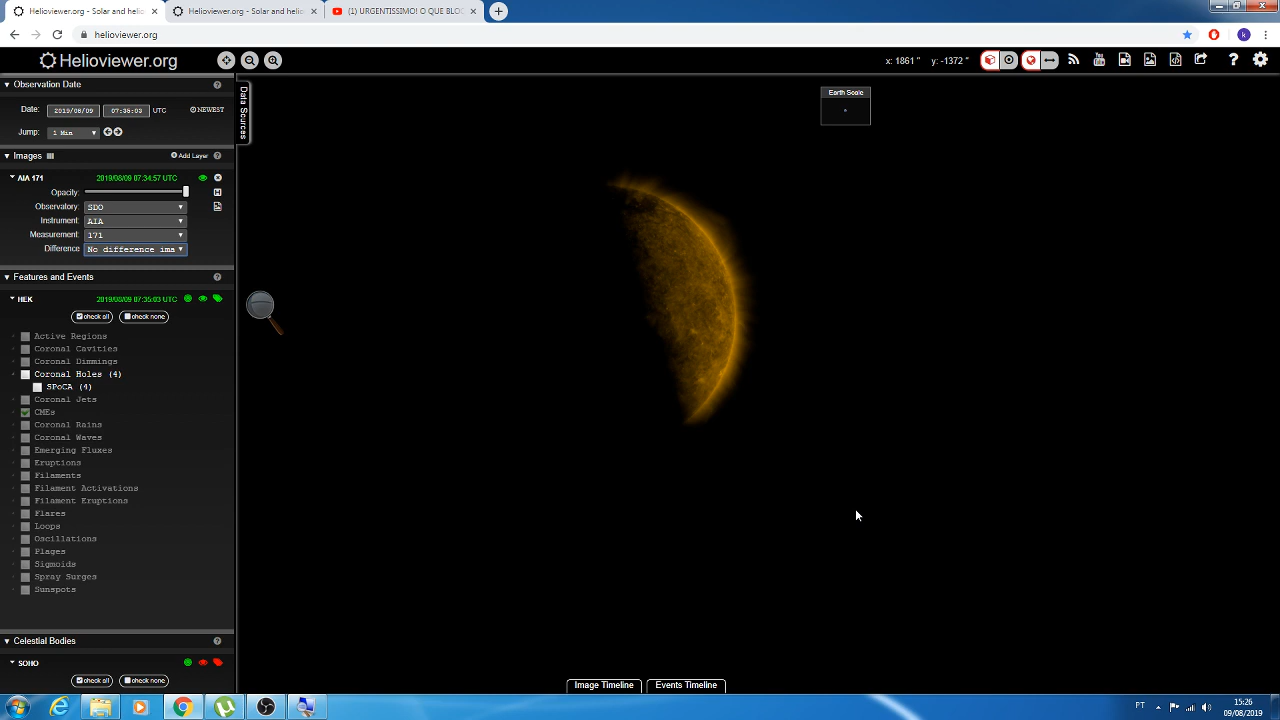 Helioviewer.org - Solar and helio
Helioviewer.org - Solar and helio
(1) URGENTISSIMO! O QUE BLOC
helioviewer.org
k
Helioviewer.org
x: 1861 " y: -1372 "
You Tube
Observation Date
Date: 2019/08/09 07:35:03 UTC NEWEST
Jump: 1 Min
Images
Add Layer
AIA 171 2019/08/09 07:34:57 UTC
Opacity:
Observatory: SDO
Instrument: AIA
Measurement: 171
Difference No difference ima
Features and Events
HEK 2019/08/09 07:35:03 UTC
check all check none
Active Regions
Coronal Cavities
Coronal Dimmings
Coronal Holes (4)
SPoCA (4)
Coronal Jets
CMEs
Coronal Rains
Coronal Waves
Emerging Fluxes
Eruptions
Filaments
Filament Activations
Filament Eruptions
Flares
Loops
Oscillations
Plages
Sigmoids
Spray Surges
Sunspots
Celestial Bodies
SOHO
check all check none
Data Sources
Earth Scale
Image Timeline Events Timeline
PT
15:26
09/08/2019